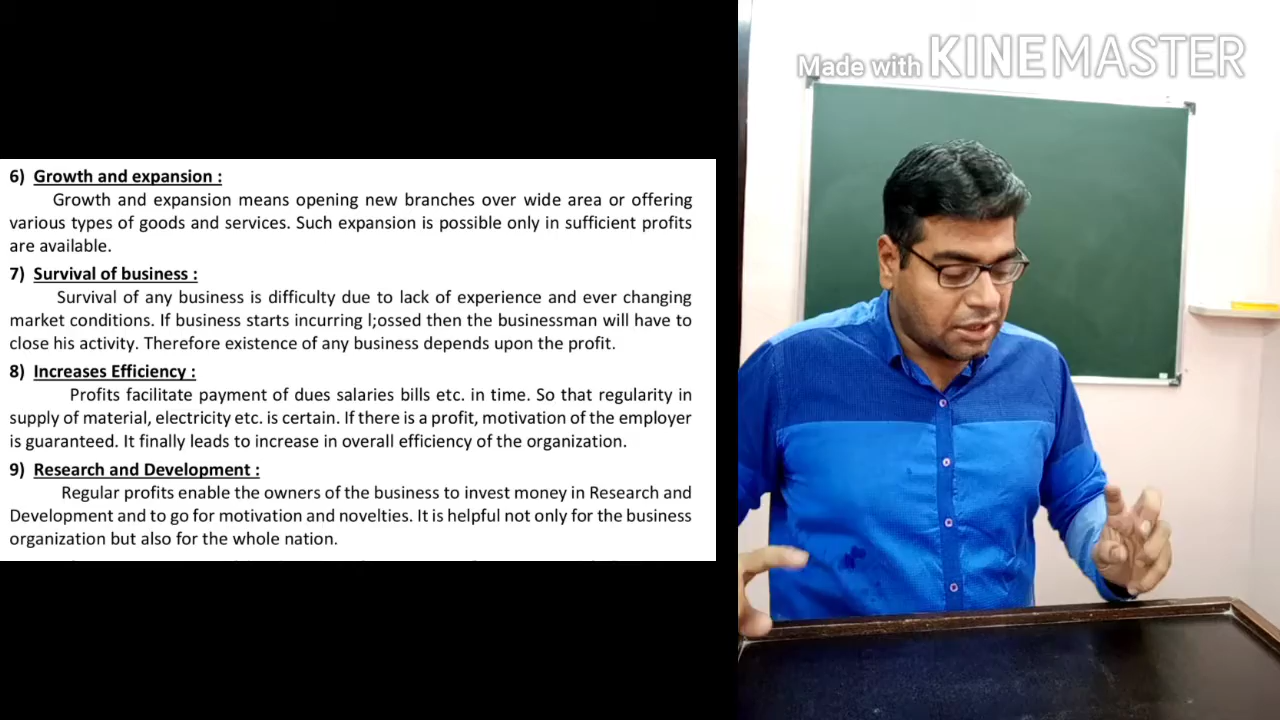 Made with KINEMASTER
6) Growth and expansion :
Growth and expansion means opening new branches over wide area or offering
various types of goods and services. Such expansion is possible only in sufficient profits
are available.
7) Survival of business :
Survival of any business is difficulty due to lack of experience and ever changing
market conditions. If business starts incurring l;ossed then the businessman will have to
close his activity. Therefore existence of any business depends upon the profit.
8) Increases Efficiency :
Profits facilitate payment of dues salaries bills etc. in time. So that regularity in
supply of material, electricity etc. is certain. If there is a profit, motivation of the employer
is guaranteed. It finally leads to increase in overall efficiency of the organization.
9) Research and Development :
Regular profits enable the owners of the business to invest money in Research and
Development and to go for motivation and novelties. It is helpful not only for the business
organization but also for the whole nation.